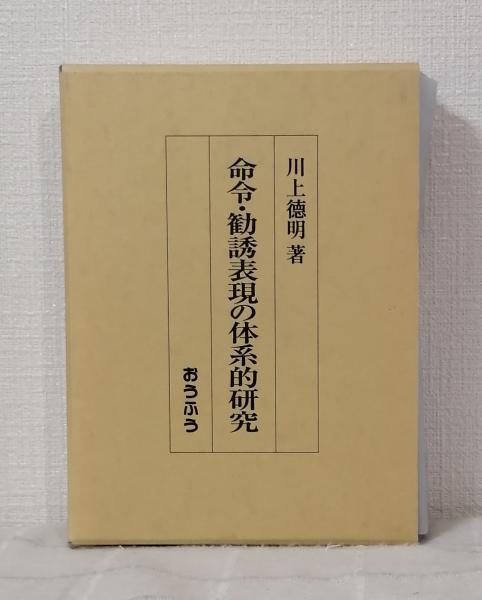 川上徳明著
命令・勧誘表現の体系的研究
おうふう